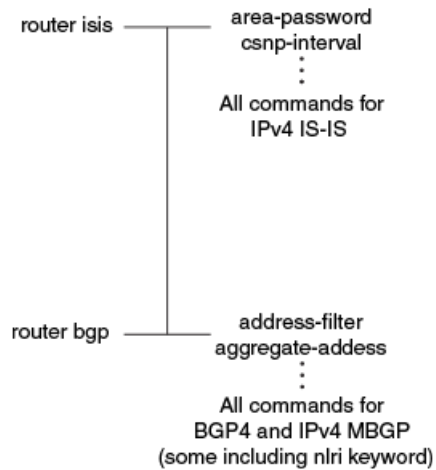 router isis
area-password
csnp-interval
All commands for
IPv4 IS-IS
router bgp
address-filter
aggregate-addess
All commands for
BGP4 and IPv4 MBGP
(some including nlri keyword)